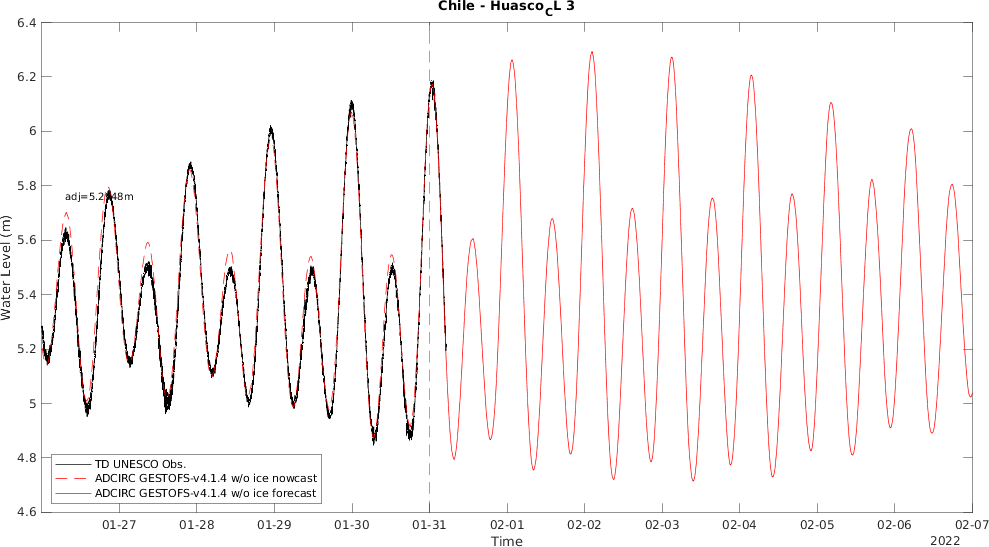 Chile - Huasco_CL 3
Water Level (m)
6.4
6.2
6
5.8
5.6
5.4
5.2
5
4.8
4.6
TD UNESCO Obs.
ADCIRC GESTOFS-v4.1.4 w/o ice nowcast
ADCIRC GESTOFS-v4.1.4 w/o ice forecast
01-27 01-28 01-29 01-30 01-31 02-01 02-02 02-03 02-04 02-05 02-06 02-07
Time
2022